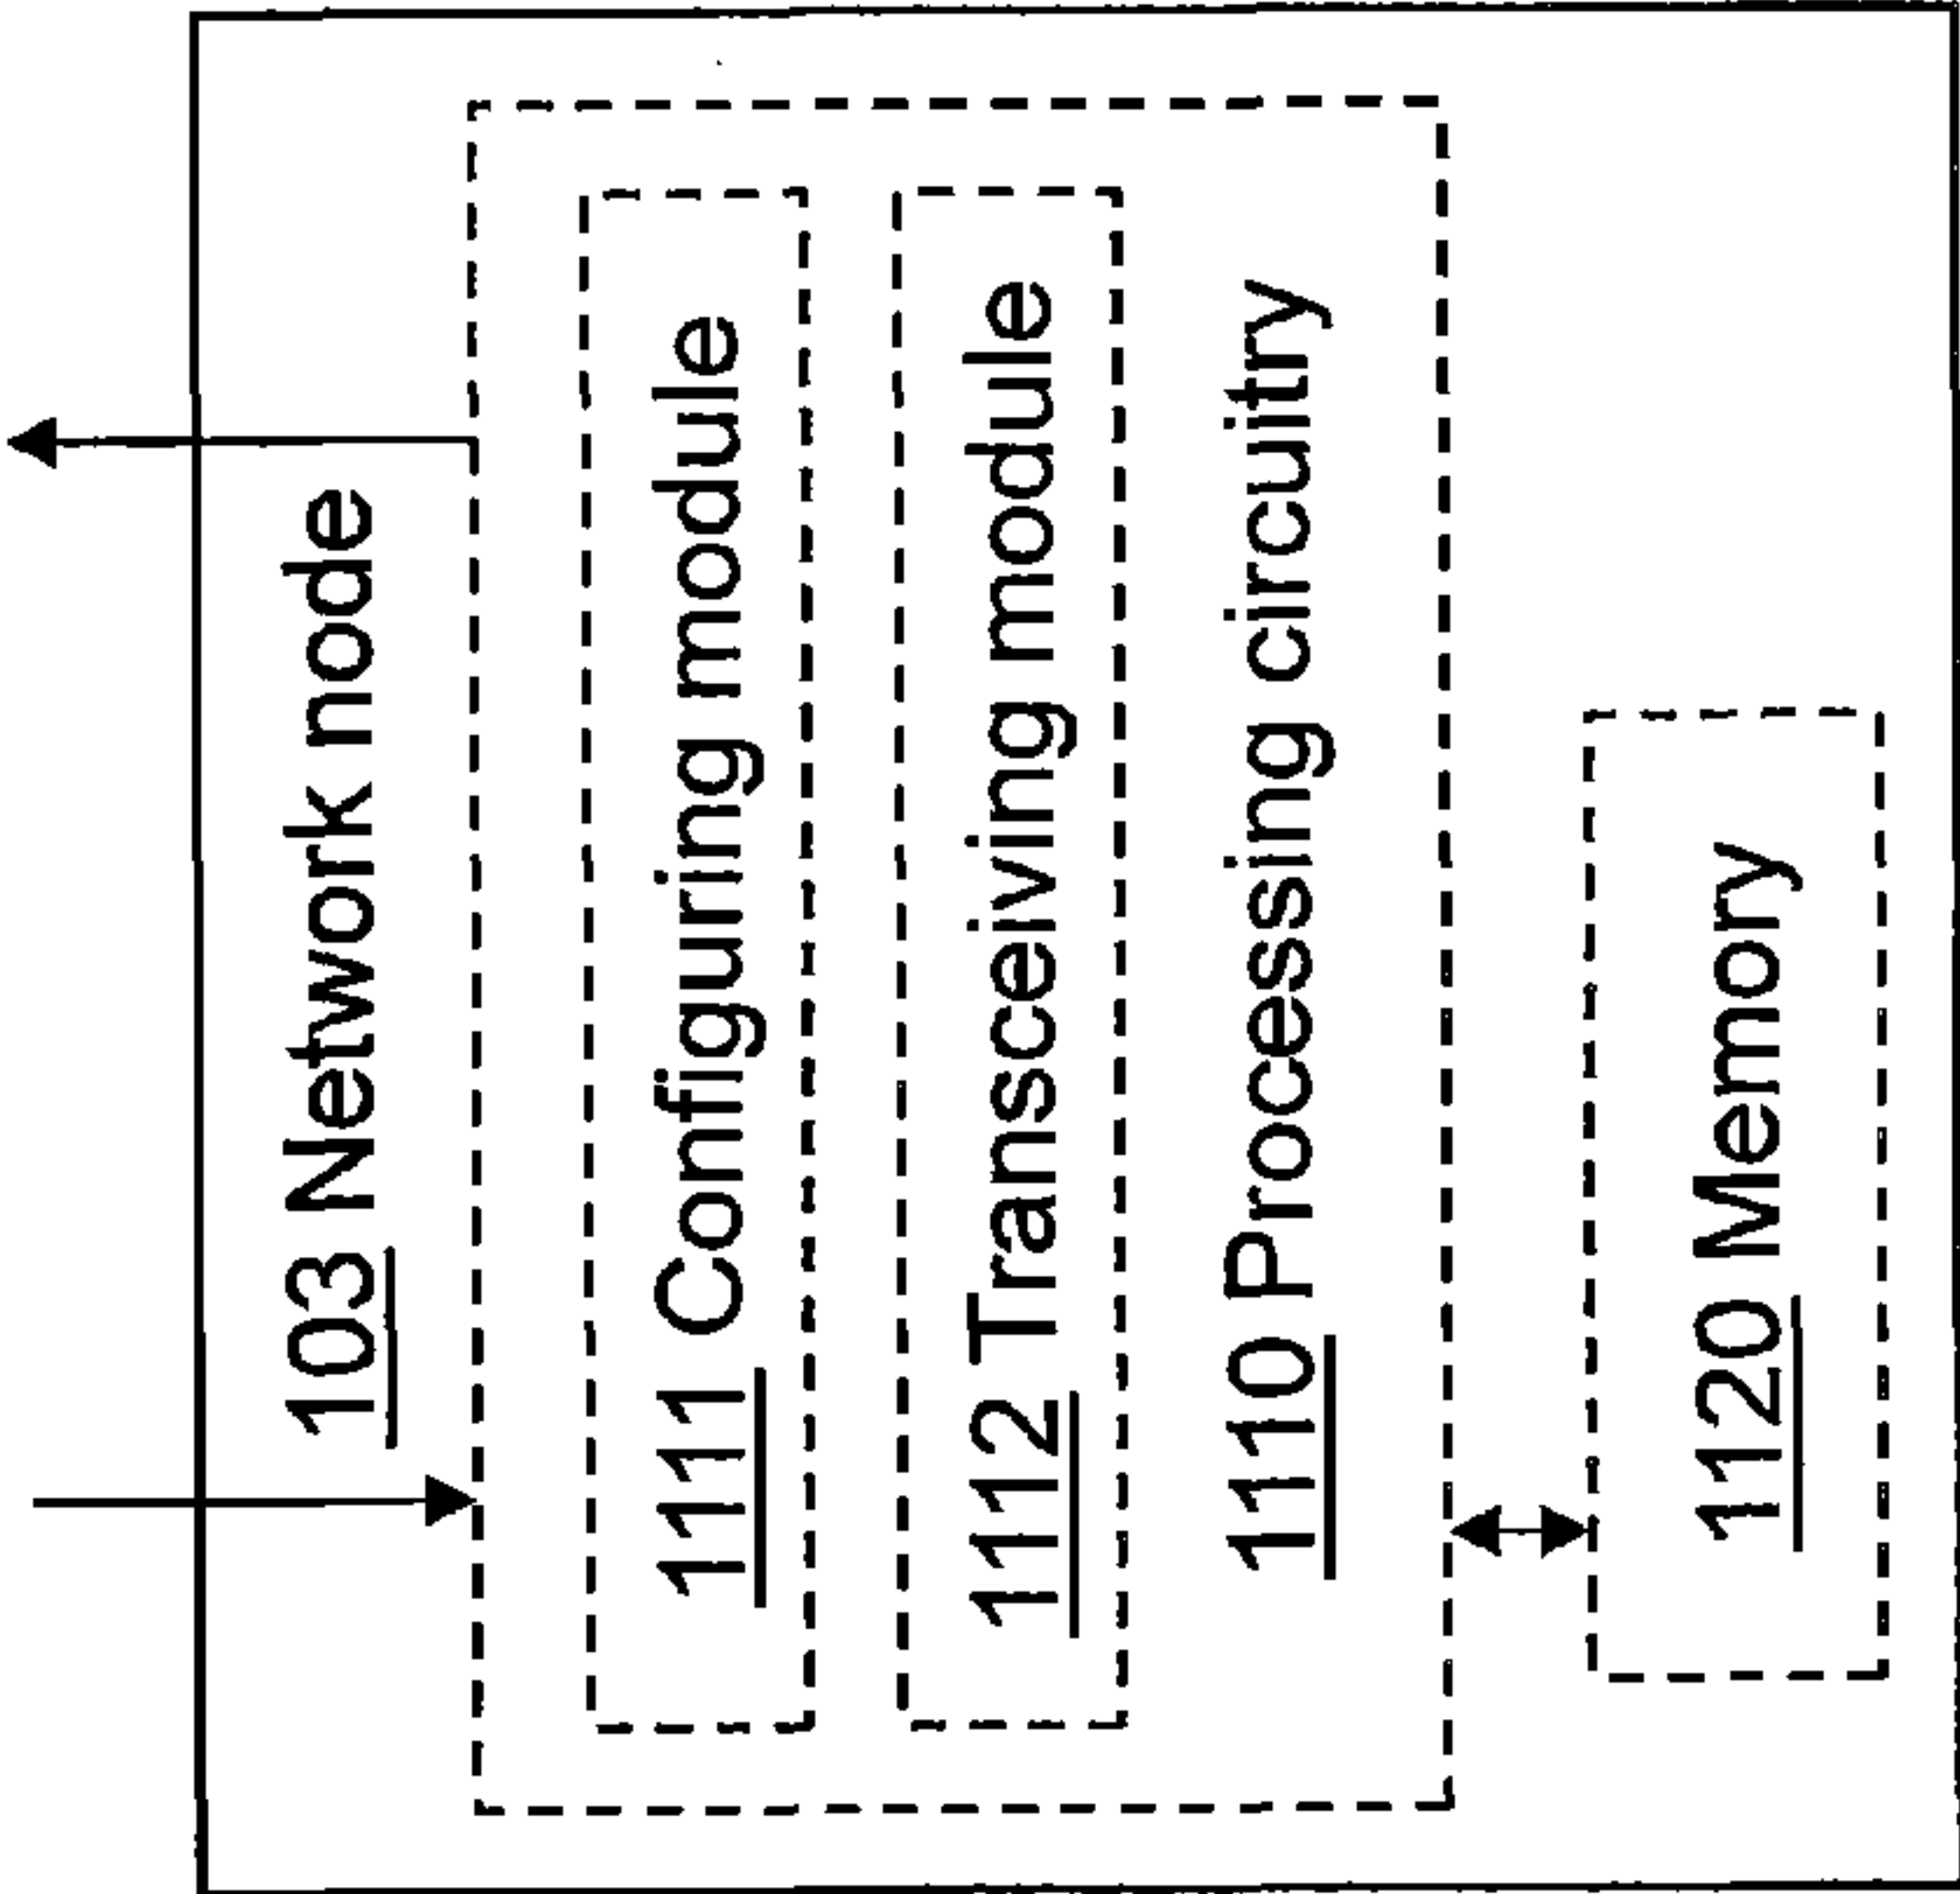 103 Network node
1111 Configuring module
1112 Transceiving module
1110 Processing circuitry
1120 Memory